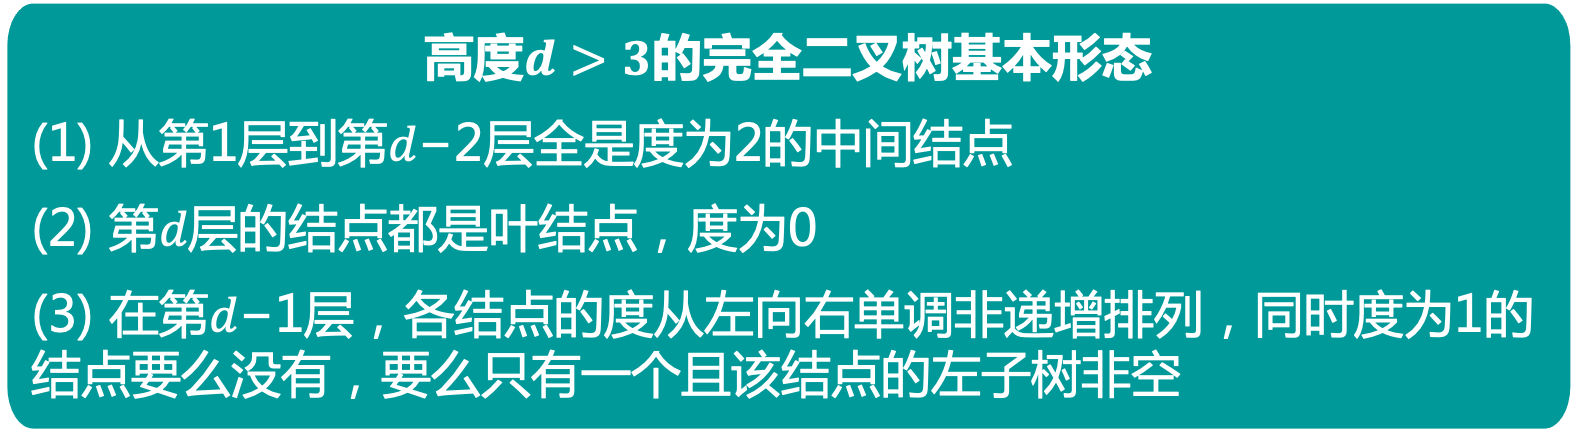 高度d > 3的完全二叉树基本形态
(1) 从第1层到第d−2层全是度为2的中间结点
(2) 第d层的结点都是叶结点，度为0
(3) 在第d−1层，各结点的度从左向右单调非递增排列，同时度为1的
结点要么没有，要么只有一个且该结点的左子树非空